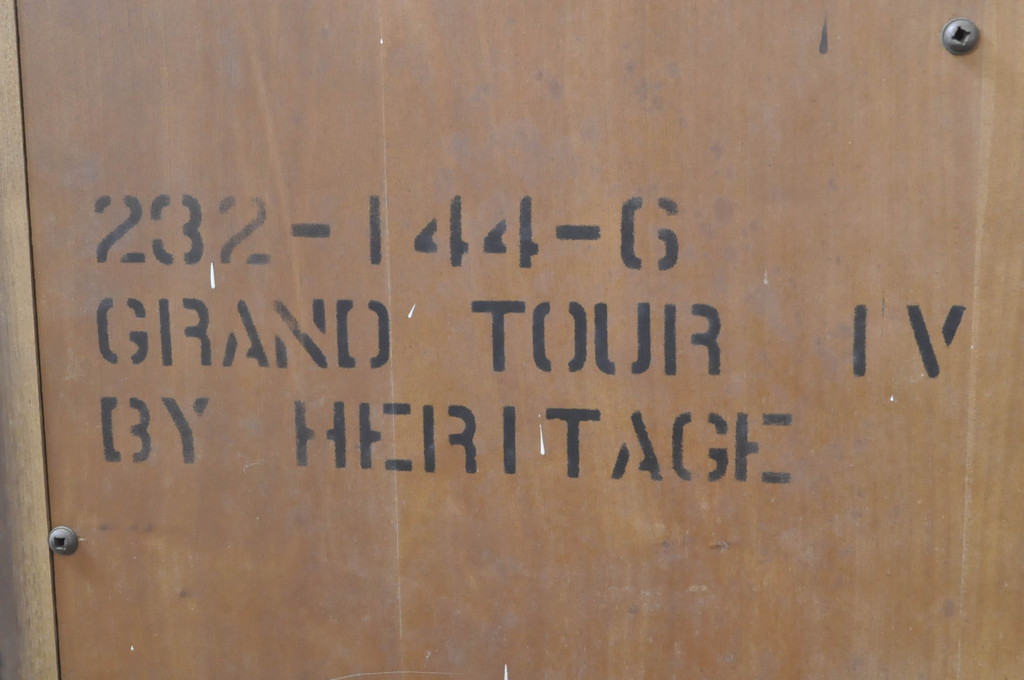 232-144-6
GRAND TOUR IV
BY HERITAGE